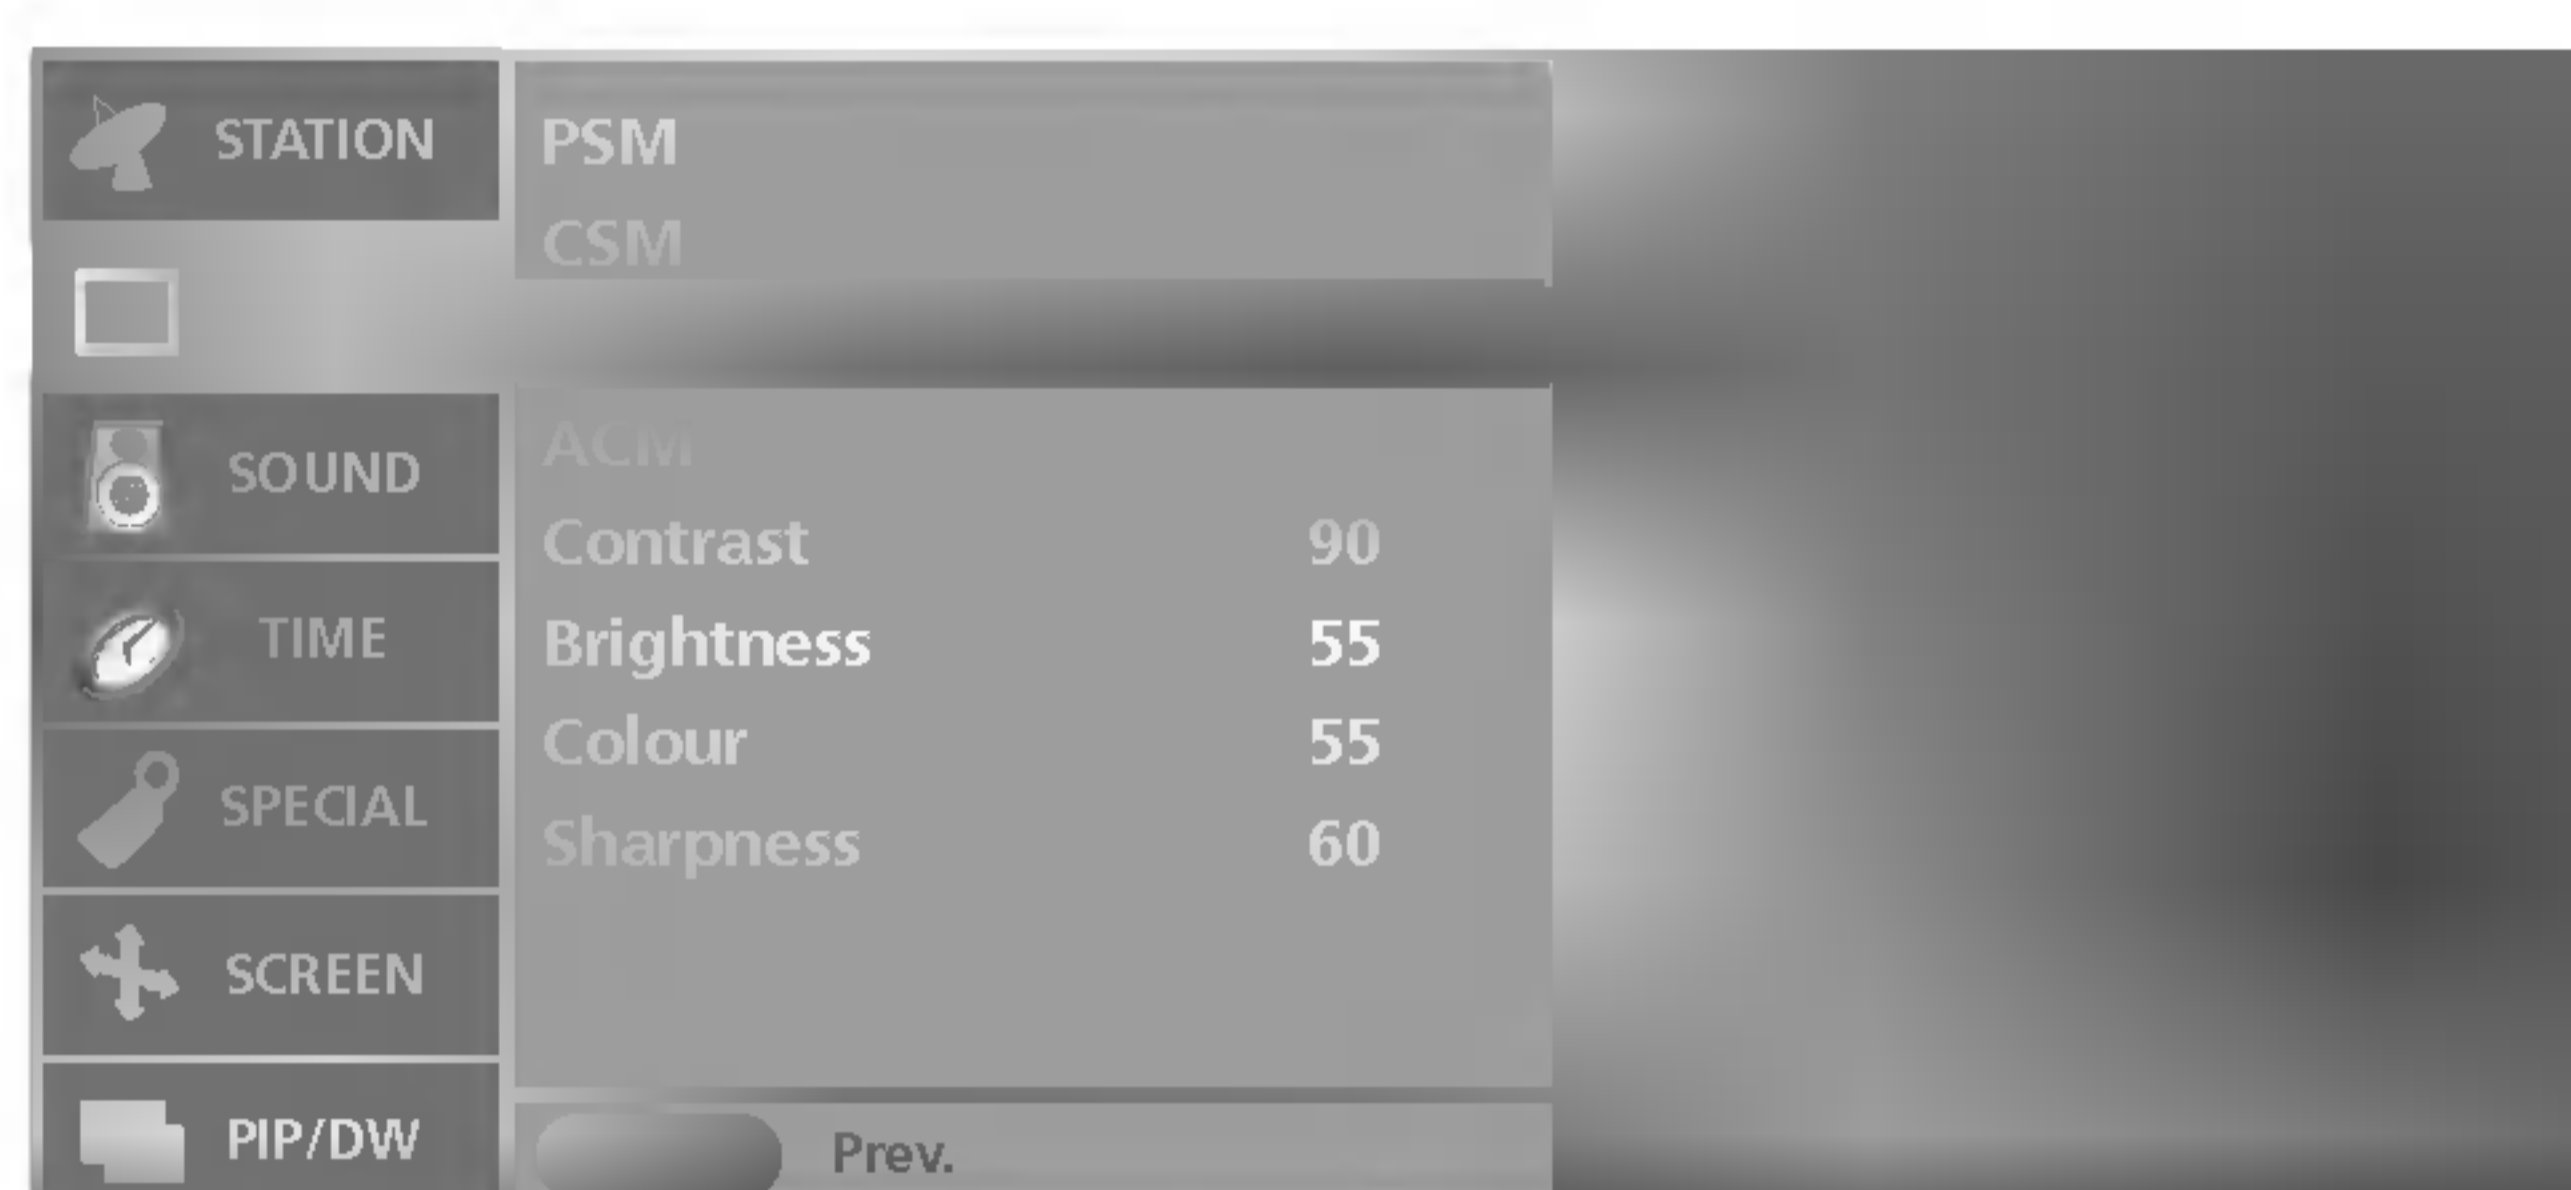 STATION
SOUND
TIME
SPECIAL
SCREEN
PIP/DW
PSM
CSM
ACM
Contrast 90
Brightness 55
Colour 55
Sharpness 60
Prev.